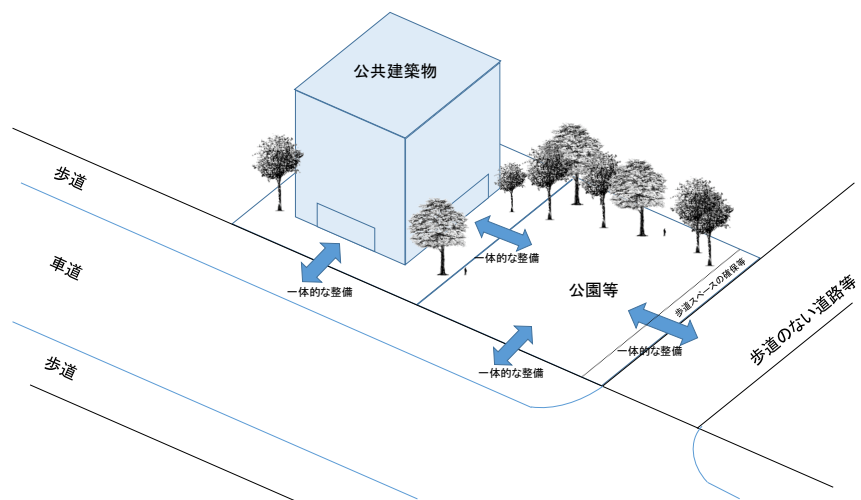 公共建築物
歩道
車道
歩道
一体的な整備
一体的な整備
公園等
歩道スペースの確保等
一体的な整備
一体的な整備
歩道のない道路等